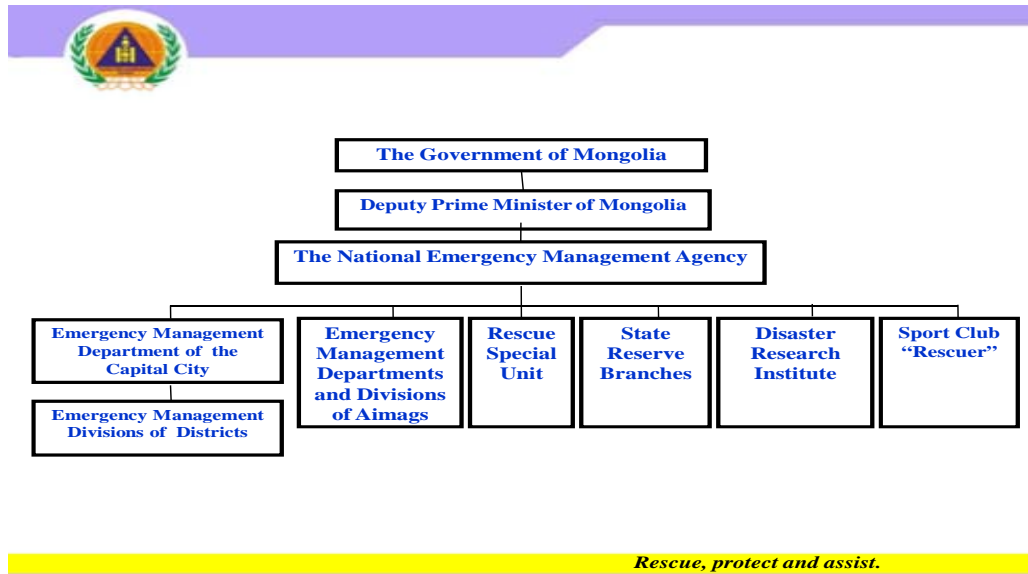 The Government of Mongolia
Deputy Prime Minister of Mongolia
The National Emergency Management Agency
Emergency Management
Department of the
Capital City
Emergency Management
Divisions of Districts
Emergency
Management
Departments
and Divisions
of Aimags
Rescue
Special
Unit
State
Reserve
Branches
Disaster
Research
Institute
Sport Club
“Rescuer”
Rescue, protect and assist.